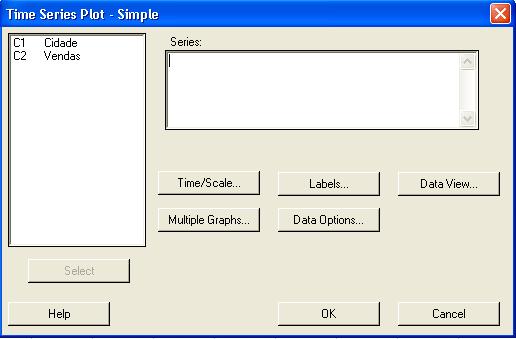 Time Series Plot - Simple
C1 Cidade
C2 Vendas
Series:
Time/Scale...
Labels...
Data View...
Multiple Graphs...
Data Options...
Select
Help
OK
Cancel